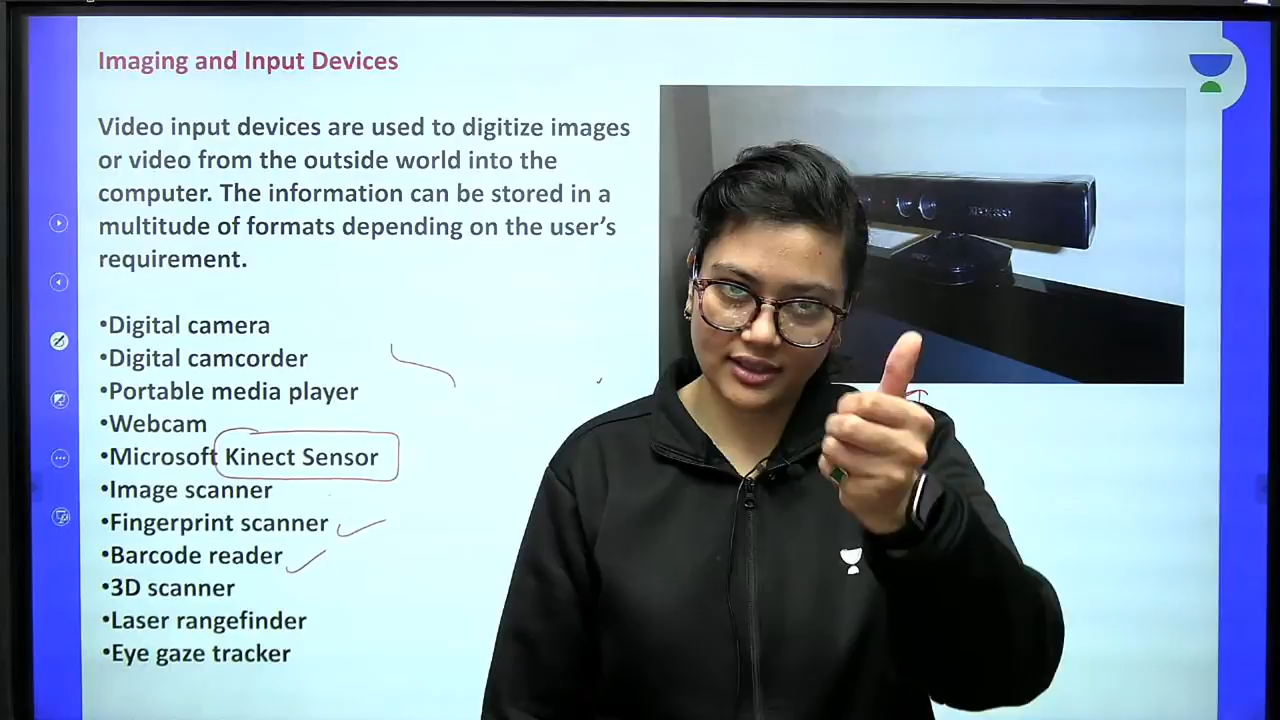 Imaging and Input Devices
Video input devices are used to digitize images
or video from the outside world into the
computer. The information can be stored in a
multitude of formats depending on the user’s
requirement.
•Digital camera
•Digital camcorder
•Portable media player
•Webcam
•Microsoft Kinect Sensor
•Image scanner
•Fingerprint scanner
•Barcode reader
•3D scanner
•Laser rangefinder
•Eye gaze tracker